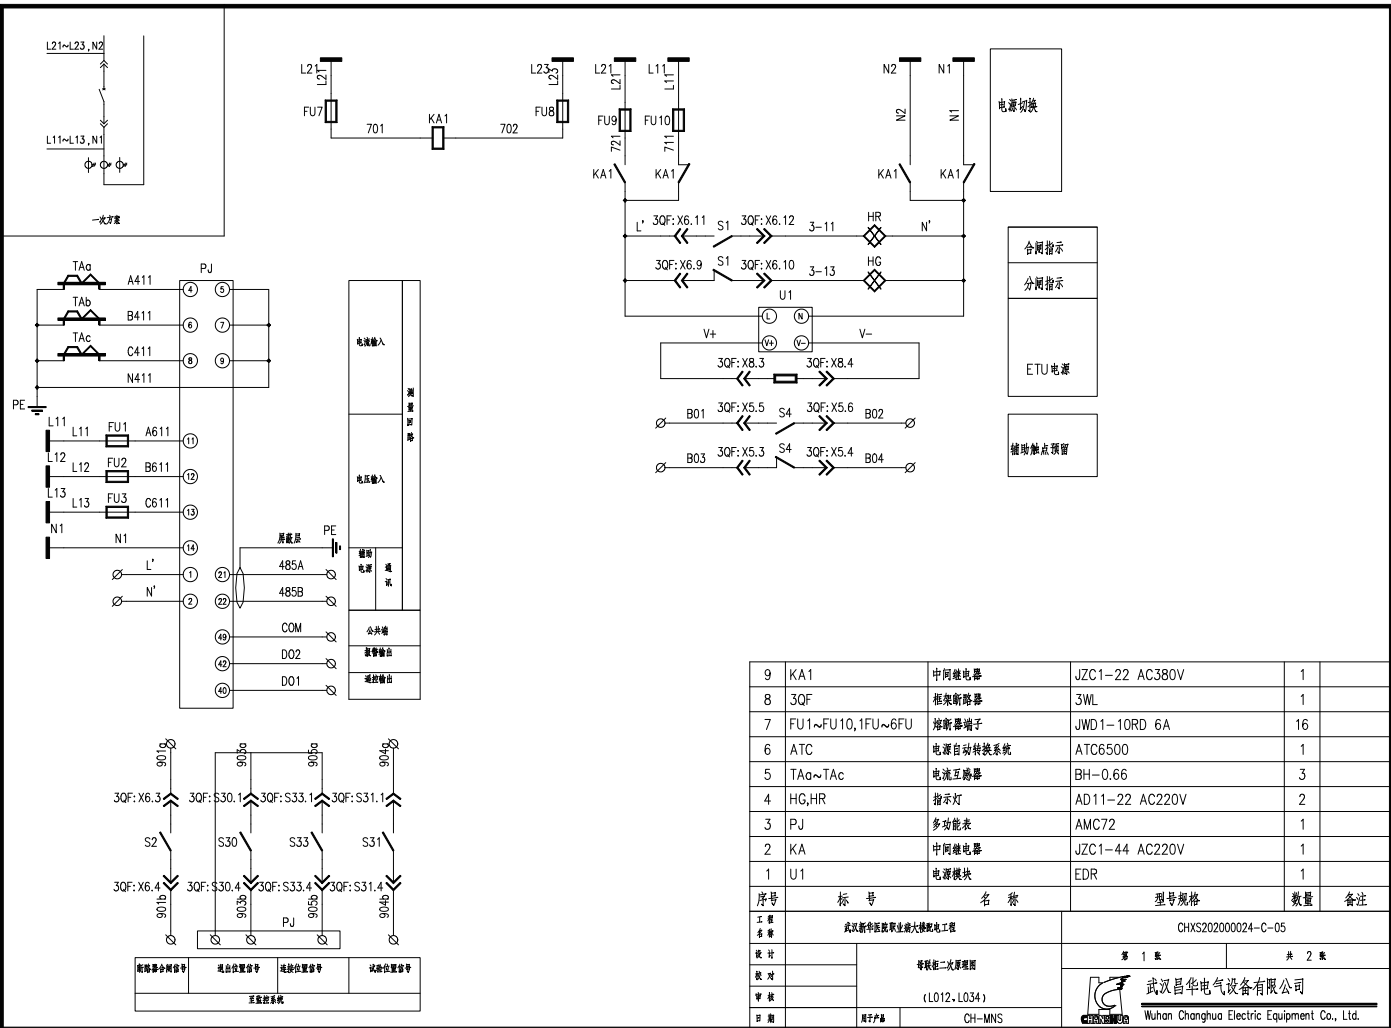 L21~L23,N2
L11~L13,N1
一次方案
L21 L23 L21 L11 N2 N1
L21 L23 L21 L11 N2 N1
FU7 FU8 FU9 FU10
701 KA1 702
721 711
KA1 KA1 KA1 KA1
电源切换
L' 3QF:X6.11 S1 3QF:X6.12 3-11 HR N'
3QF:X6.9 S1 3QF:X6.10 3-13 HG
合闸指示
分闸指示
U1
L N
V+ V+ V- V-
3QF:X8.3 3QF:X8.4
ETU电源
B01 3QF:X5.5 S4 3QF:X5.6 B02
B03 3QF:X5.3 S4 3QF:X5.4 B04
辅助触点预留
PJ
TAa A411 4 5
TAb B411 6 7
TAc C411 8 9
N411
PE
L11 L11 FU1 A611 11
L12 L12 FU2 B611 12
L13 L13 FU3 C611 13
N1 N1 14
屏蔽层 PE
L' 1 21 485A
N' 2 22 485B
49 COM
42 DO2
40 DO1
电流输入
电压输入
测量回路
辅助电源
通讯
公共端
报警输出
遥控输出
901a 903a 905a 904a
3QF:X6.3 3QF:S30.1 3QF:S33.1 3QF:S31.1
S2 S30 S33 S31
3QF:X6.4 3QF:S30.4 3QF:S33.4 3QF:S31.4
901b 903b 905b 904b
PJ
断路器合闸信号 退出位置信号 连接位置信号 试验位置信号
至监控系统
9 KA1 中间继电器 JZC1-22 AC380V 1
8 3QF 框架断路器 3WL 1
7 FU1~FU10,1FU~6FU 熔断器端子 JWD1-10RD 6A 16
6 ATC 电源自动转换系统 ATC6500 1
5 TAa~TAc 电流互感器 BH-0.66 3
4 HG,HR 指示灯 AD11-22 AC220V 2
3 PJ 多功能表 AMC72 1
2 KA 中间继电器 JZC1-44 AC220V 1
1 U1 电源模块 EDR 1
序号 标 号 名 称 型号规格 数量 备注
工程名称 武汉新华医院职业病大楼配电工程 CHXS202000024-C-05
设计 母联柜二次原理图 第 1 张 共 2 张
校对
审核 (L012、L034)
日期 用于产品 CH-MNS
CHANGHUA
武汉昌华电气设备有限公司
Wuhan Changhua Electric Equipment Co., Ltd.